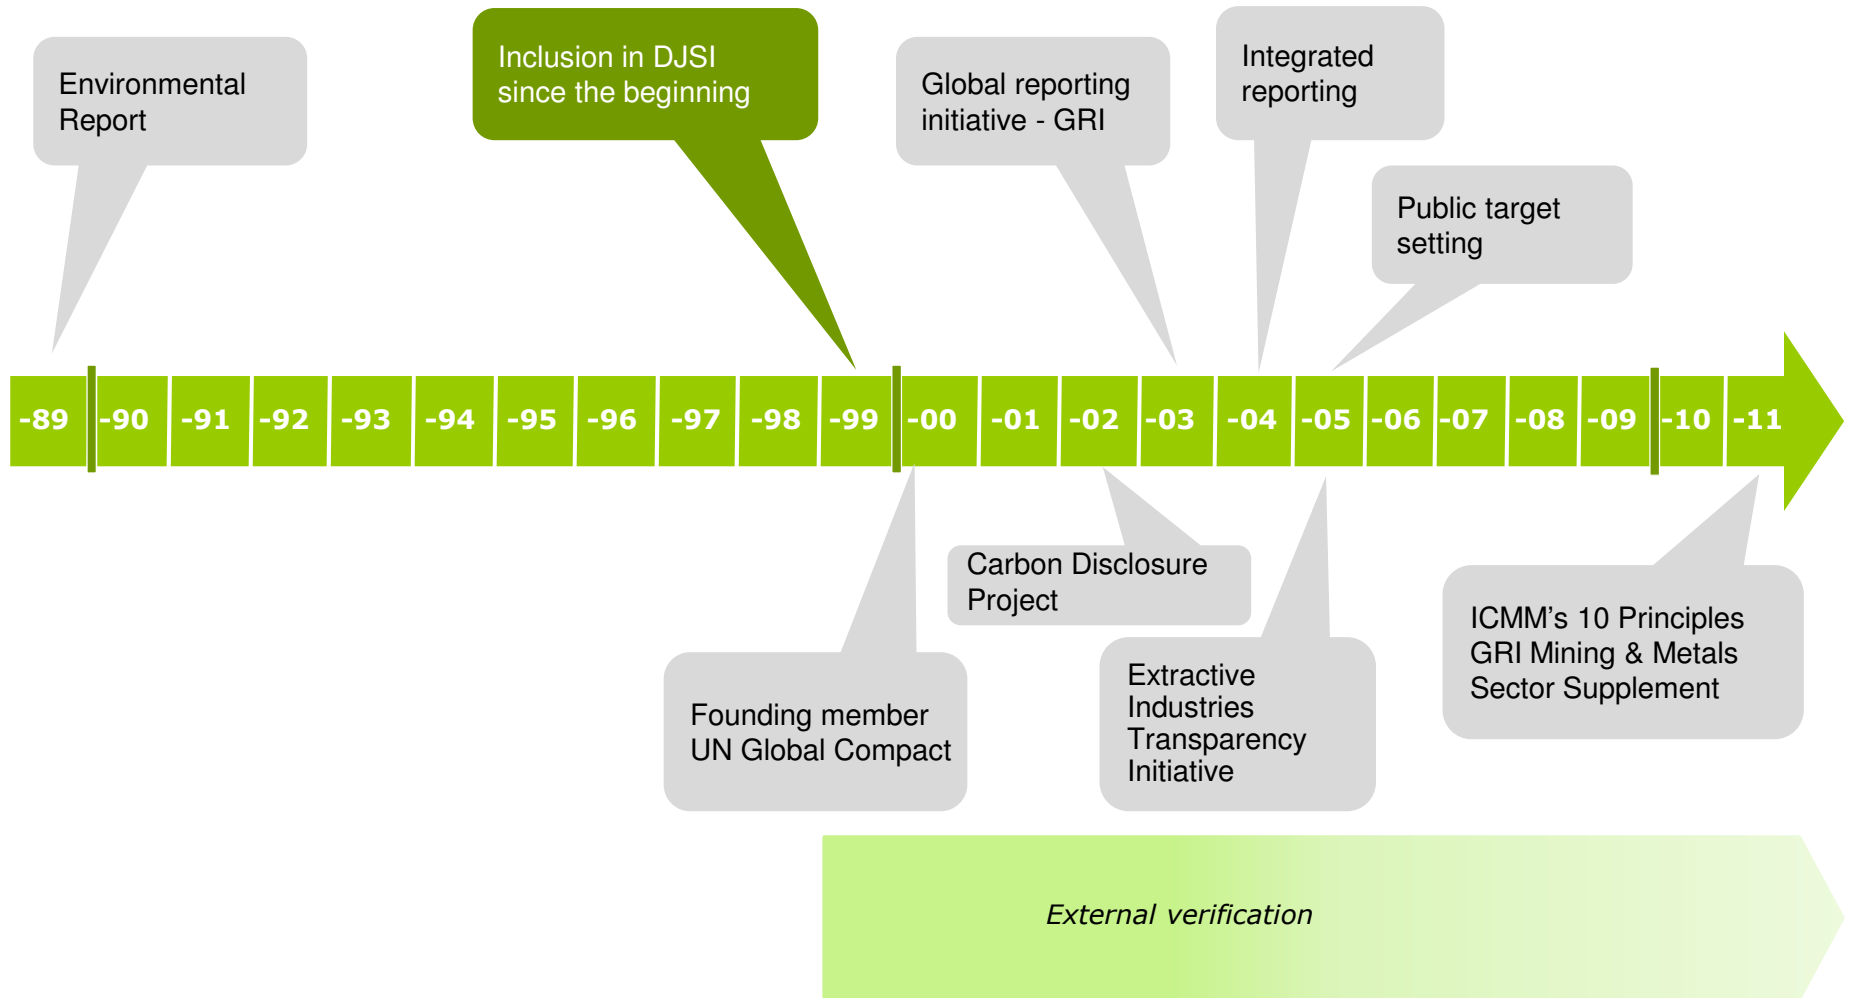 Environmental
Report
Inclusion in DJSI
since the beginning
Global reporting
initiative - GRI
Integrated
reporting
Public target
setting
-89 -90 -91 -92 -93 -94 -95 -96 -97 -98 -99 -00 -01 -02 -03 -04 -05 -06 -07 -08 -09 -10 -11
Founding member
UN Global Compact
Carbon Disclosure
Project
Extractive
Industries
Transparency
Initiative
ICMM's 10 Principles
GRI Mining & Metals
Sector Supplement
External verification